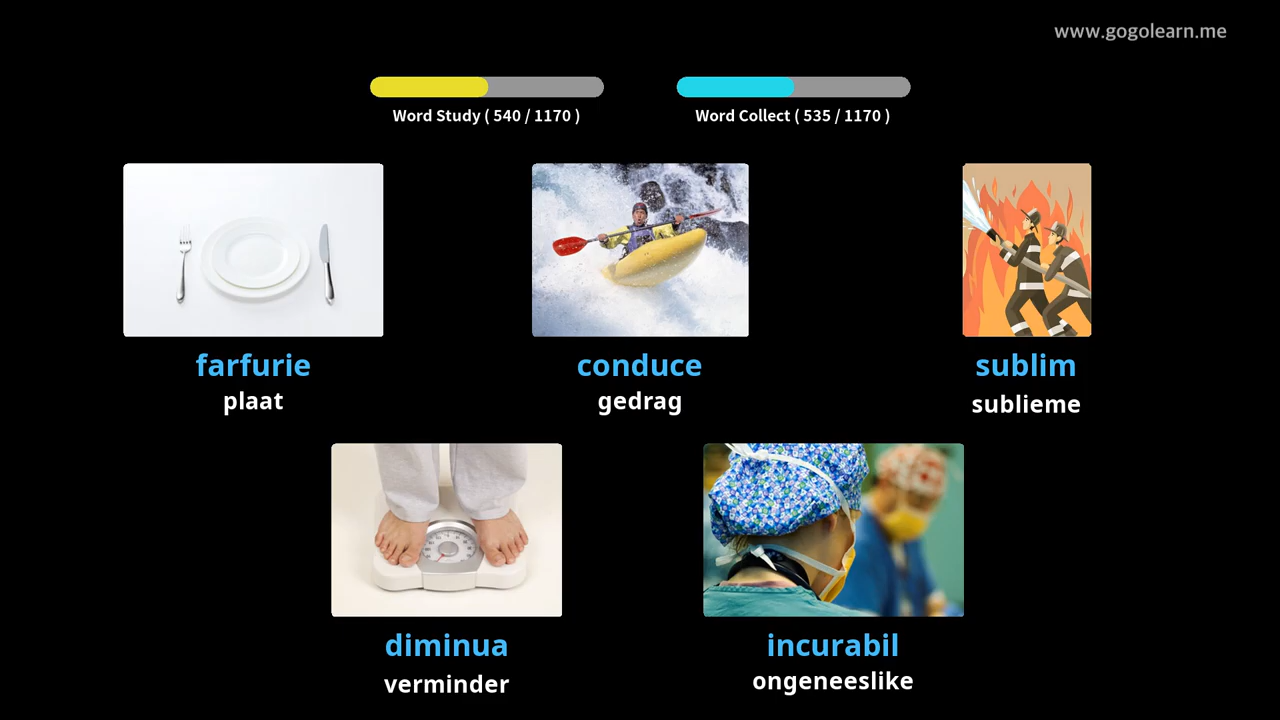 www.gogolearn.me
Word Study ( 540 / 1170 )
Word Collect ( 535 / 1170 )
farfurie
plaat
conduce
gedrag
sublim
sublieme
diminua
verminder
incurabil
ongeneeslike